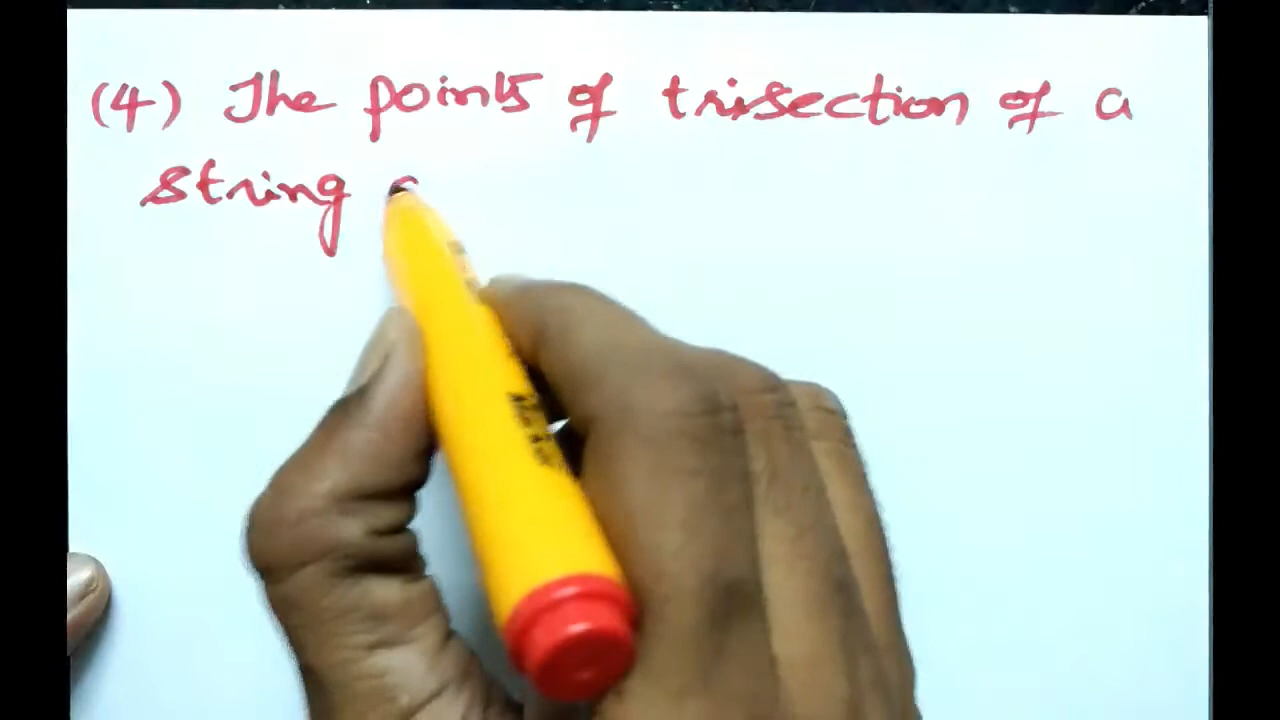 (4) The points of trisection of a
string